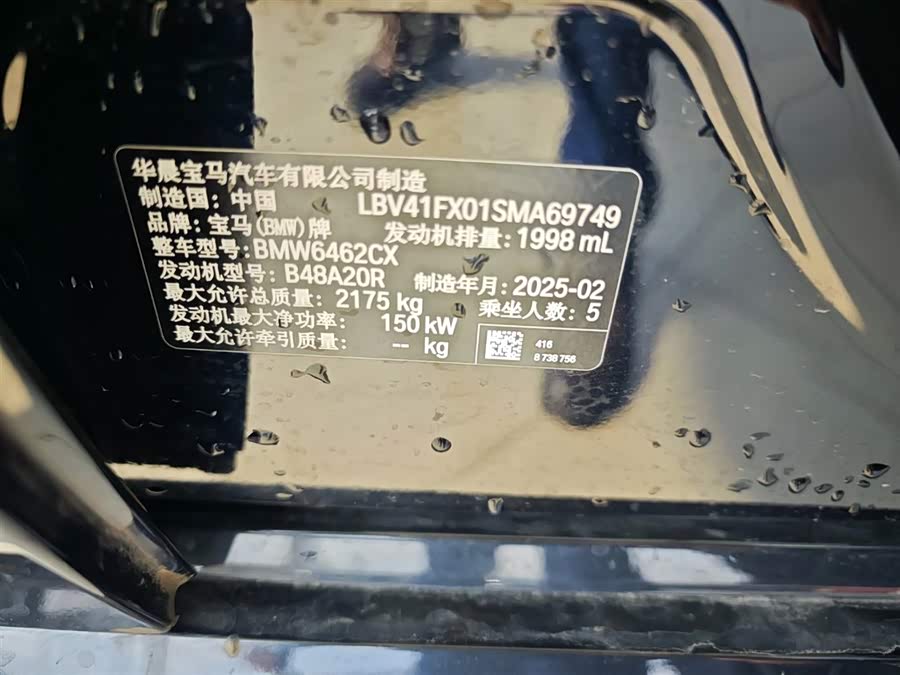 华晨宝马汽车有限公司制造
制造国：中国 LBV41FX01SMA69749
品牌：宝马(BMW)牌 发动机排量：1998 mL
整车型号：BMW6462CX
发动机型号：B48A20R 制造年月：2025-02
最大允许总质量：2175 kg 乘坐人数：5
发动机最大净功率：150 kW
最大允许牵引质量：-- kg
416
8 738 756